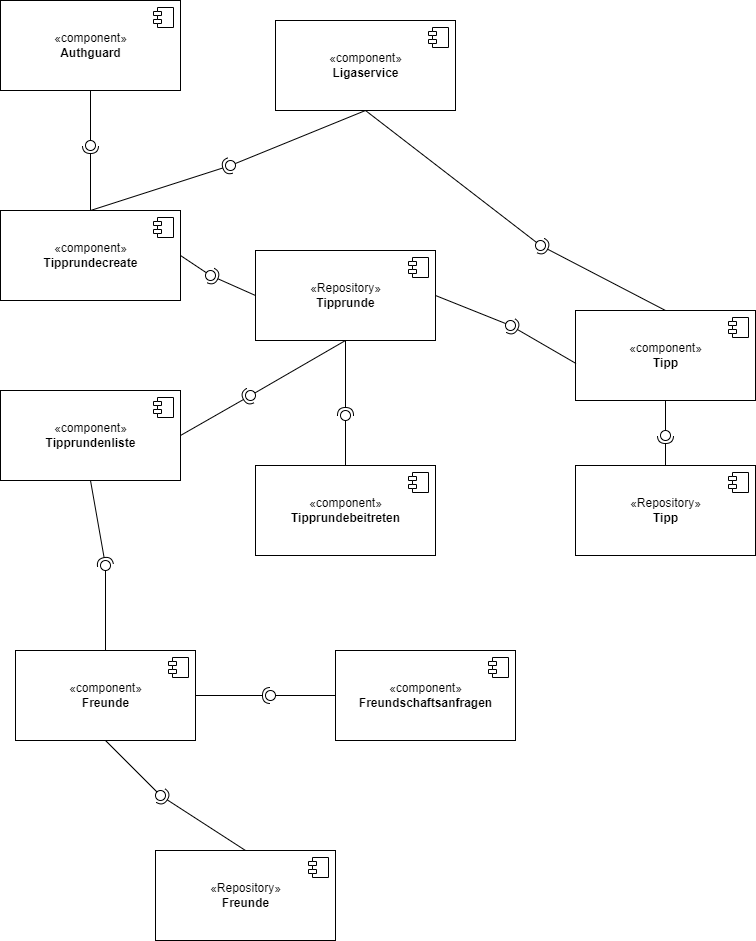 «component»
Authguard
«component»
Ligaservice
«component»
Tipprundecreate
«Repository»
Tipprunde
«component»
Tipp
«component»
Tipprundenliste
«component»
Tipprundebeitreten
«Repository»
Tipp
«component»
Freunde
«component»
Freundschaftsanfragen
«Repository»
Freunde